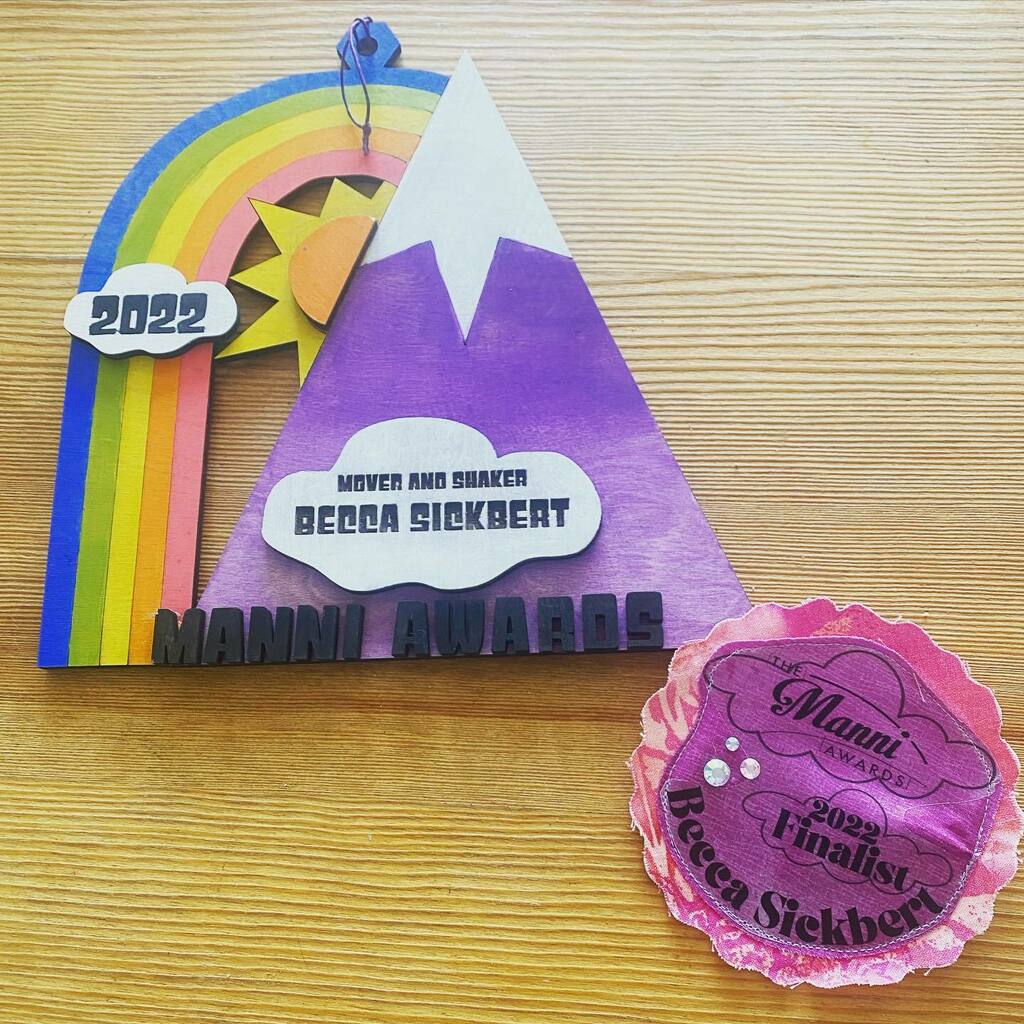 2022
MOVER AND SHAKER
BECCA SICKBERT
MANNI AWARDS
THE
Manni
AWARDS
2022
Finalist
Becca Sickbert